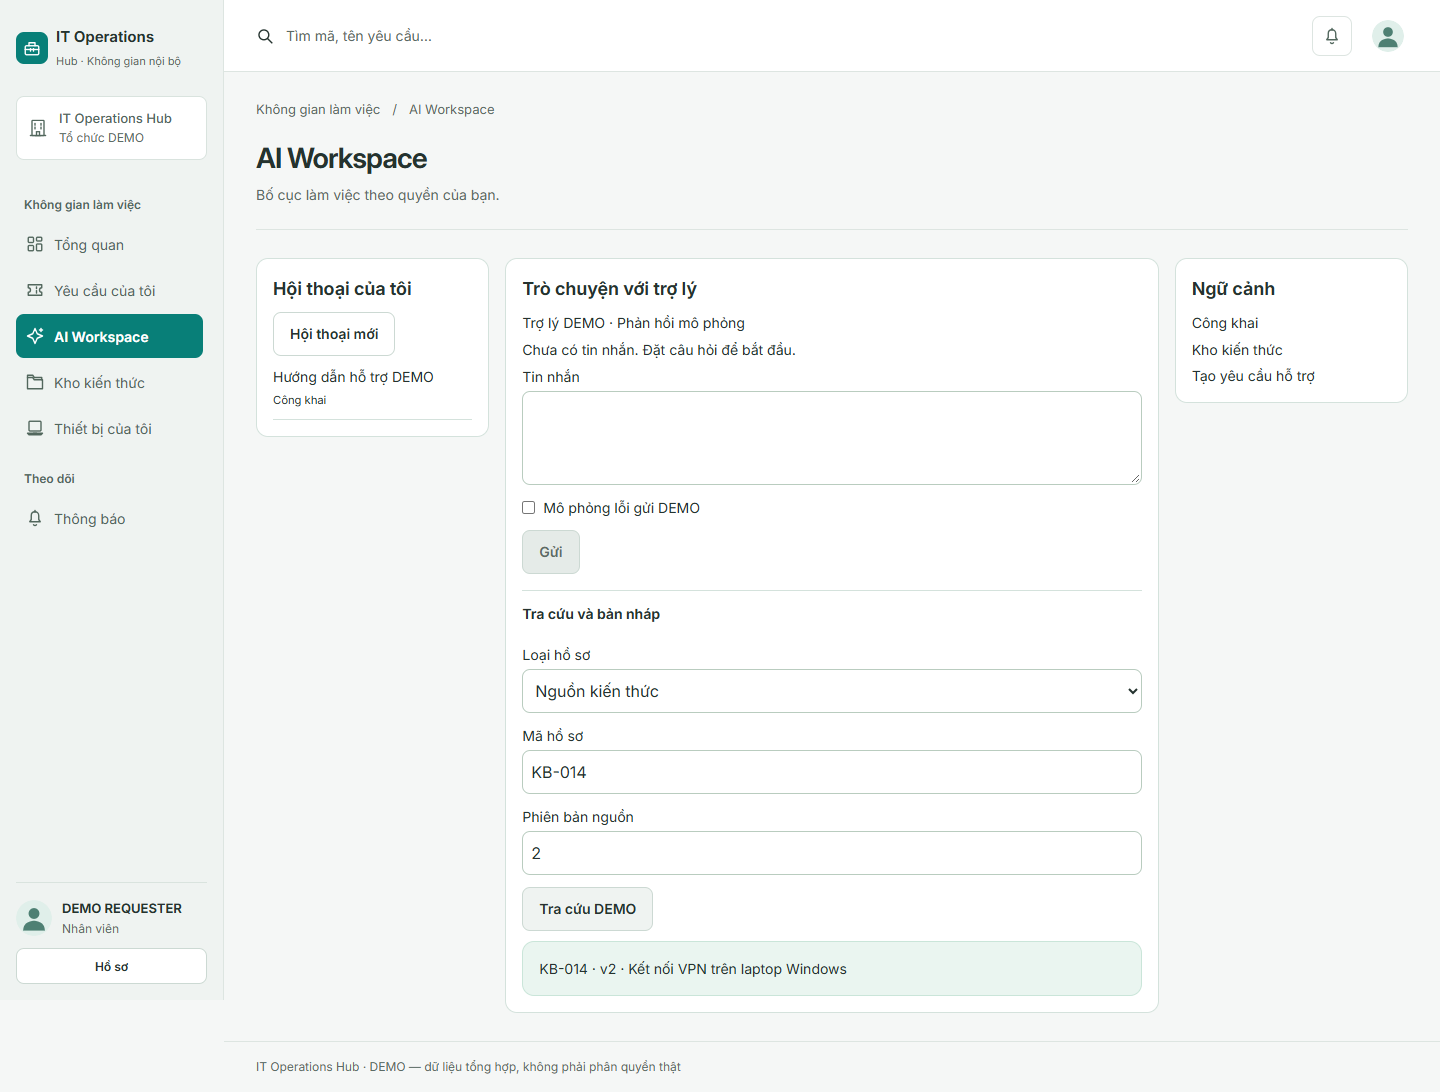 IT Operations
Hub · Không gian nội bộ
IT Operations Hub
Tổ chức DEMO
Không gian làm việc
Tổng quan
Yêu cầu của tôi
AI Workspace
Kho kiến thức
Thiết bị của tôi
Theo dõi
Thông báo
DEMO REQUESTER
Nhân viên
Hồ sơ
Tìm mã, tên yêu cầu...
Không gian làm việc / AI Workspace
AI Workspace
Bố cục làm việc theo quyền của bạn.
Hội thoại của tôi
Hội thoại mới
Hướng dẫn hỗ trợ DEMO
Công khai
Trò chuyện với trợ lý
Trợ lý DEMO · Phản hồi mô phỏng
Chưa có tin nhắn. Đặt câu hỏi để bắt đầu.
Tin nhắn
Mô phỏng lỗi gửi DEMO
Gửi
Tra cứu và bản nháp
Loại hồ sơ
Nguồn kiến thức
Mã hồ sơ
KB-014
Phiên bản nguồn
2
Tra cứu DEMO
KB-014 · v2 · Kết nối VPN trên laptop Windows
Ngữ cảnh
Công khai
Kho kiến thức
Tạo yêu cầu hỗ trợ
IT Operations Hub · DEMO — dữ liệu tổng hợp, không phải phân quyền thật